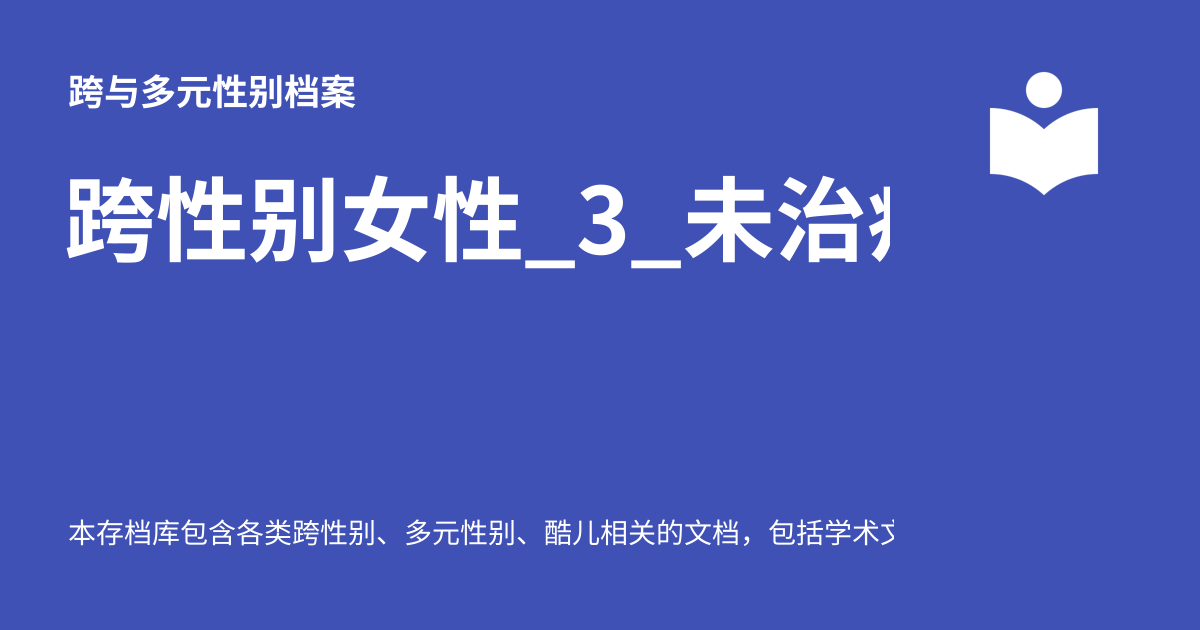 跨与多元性别档案
跨性别女性_3_未治
本存档库包含各类跨性别、多元性别、酷儿相关的文档，包括学术